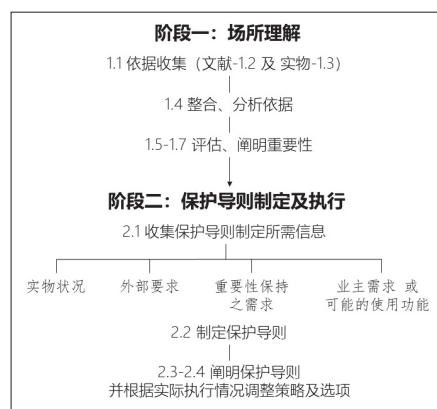 阶段一：场所理解
1.1 依据收集（文献-1.2 及 实物-1.3）
1.4 整合、分析依据
1.5-1.7 评估、阐明重要性
阶段二：保护导则制定及执行
2.1 收集保护导则制定所需信息
实物状况 外部要求 重要性保持 业主需求 或
之需求 可能的使用功能
2.2 制定保护导则
2.3-2.4 阐明保护导则
并根据实际执行情况调整策略及选项